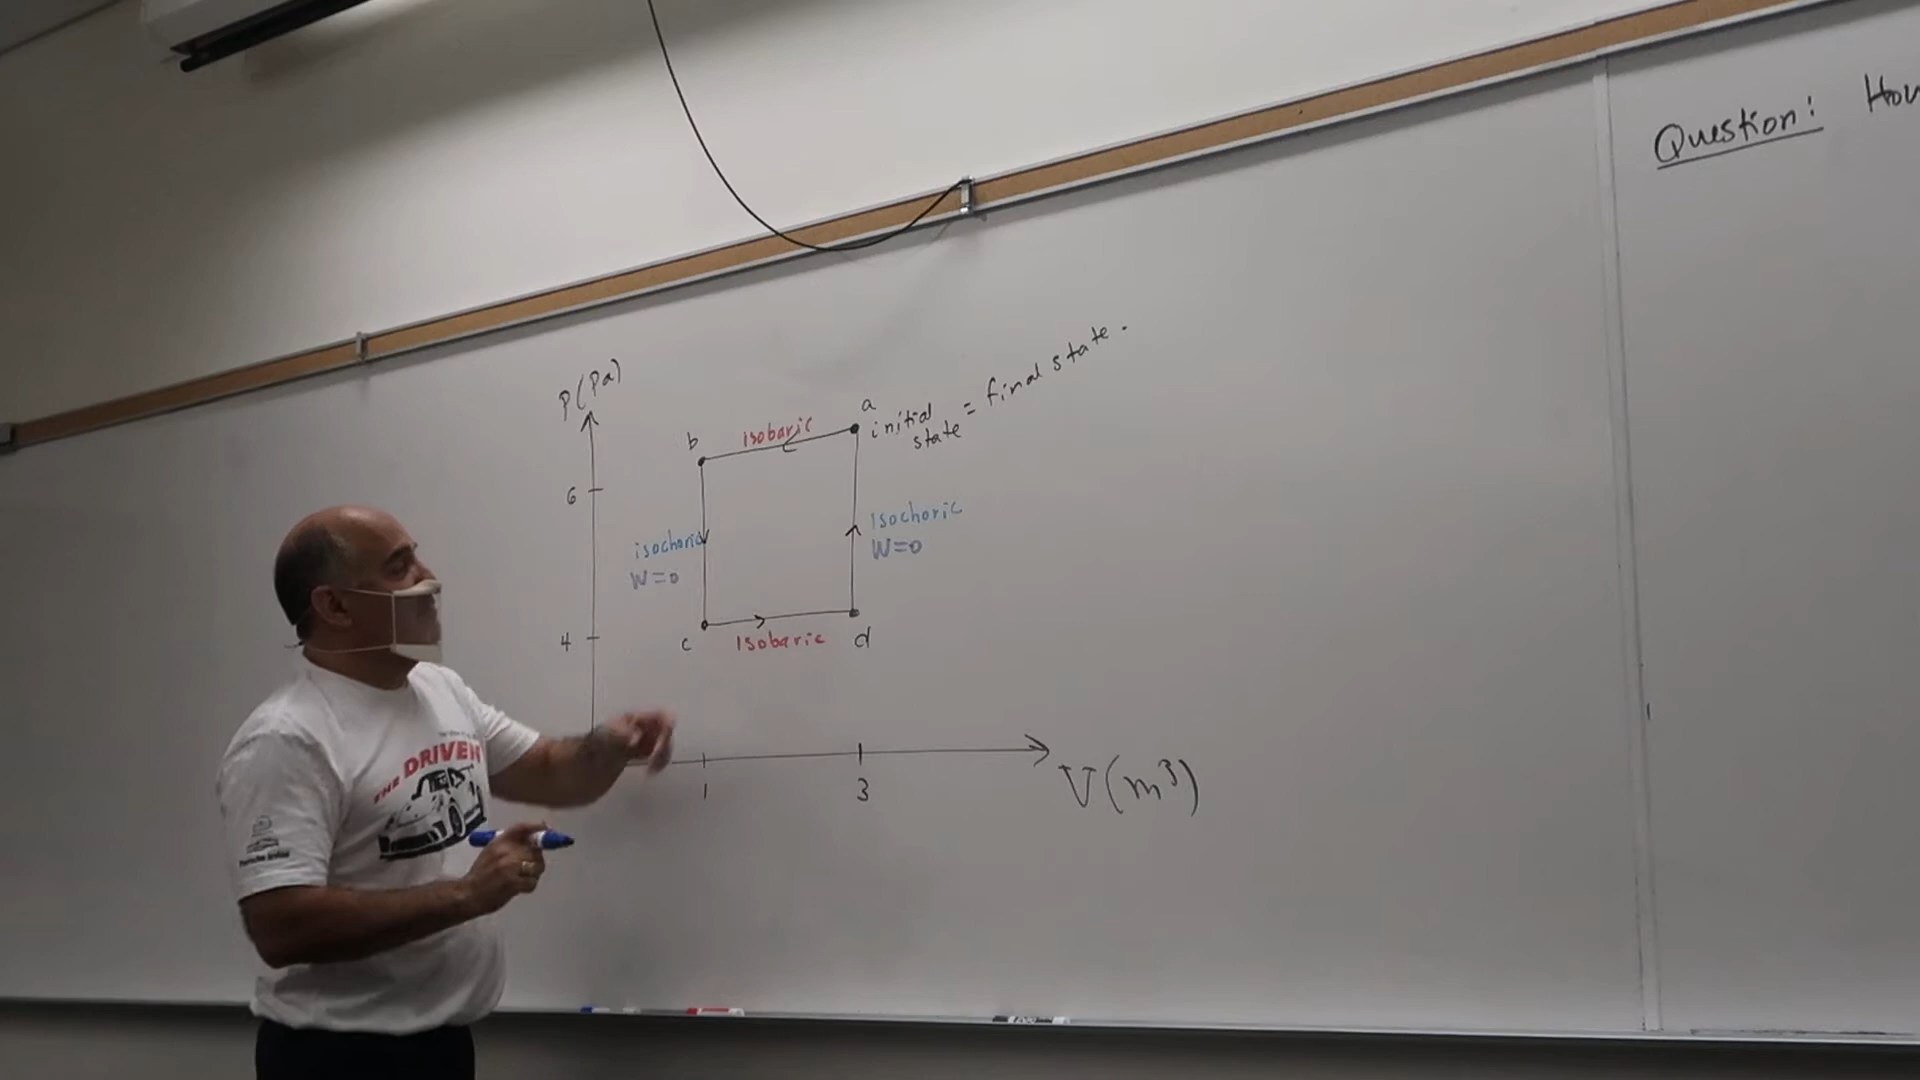 Question: How
P(Pa)
a
initial state = final state.
b
isobaric
6
isochoric
W=0
Isochoric
W=0
4
c
Isobaric
d
1
3
V(m³)
THE DRIVEN